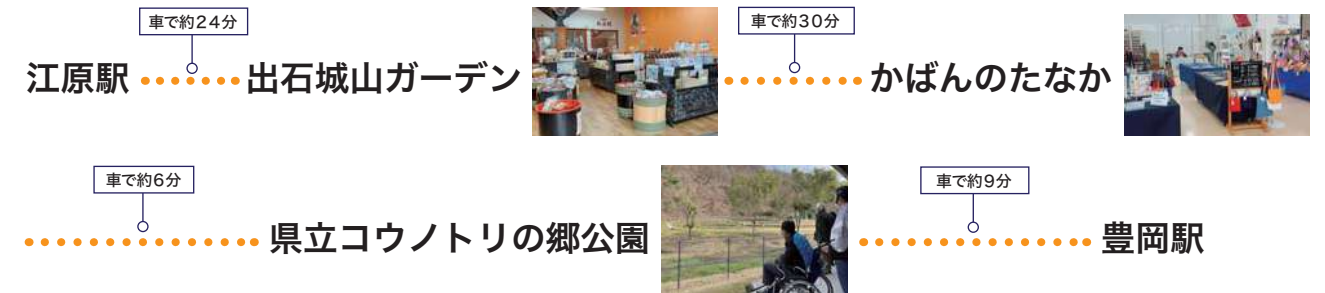 車で約24分
車で約30分
江原駅 出石城山ガーデン かばんのたなか
車で約6分
車で約9分
県立コウノトリの郷公園 豊岡駅